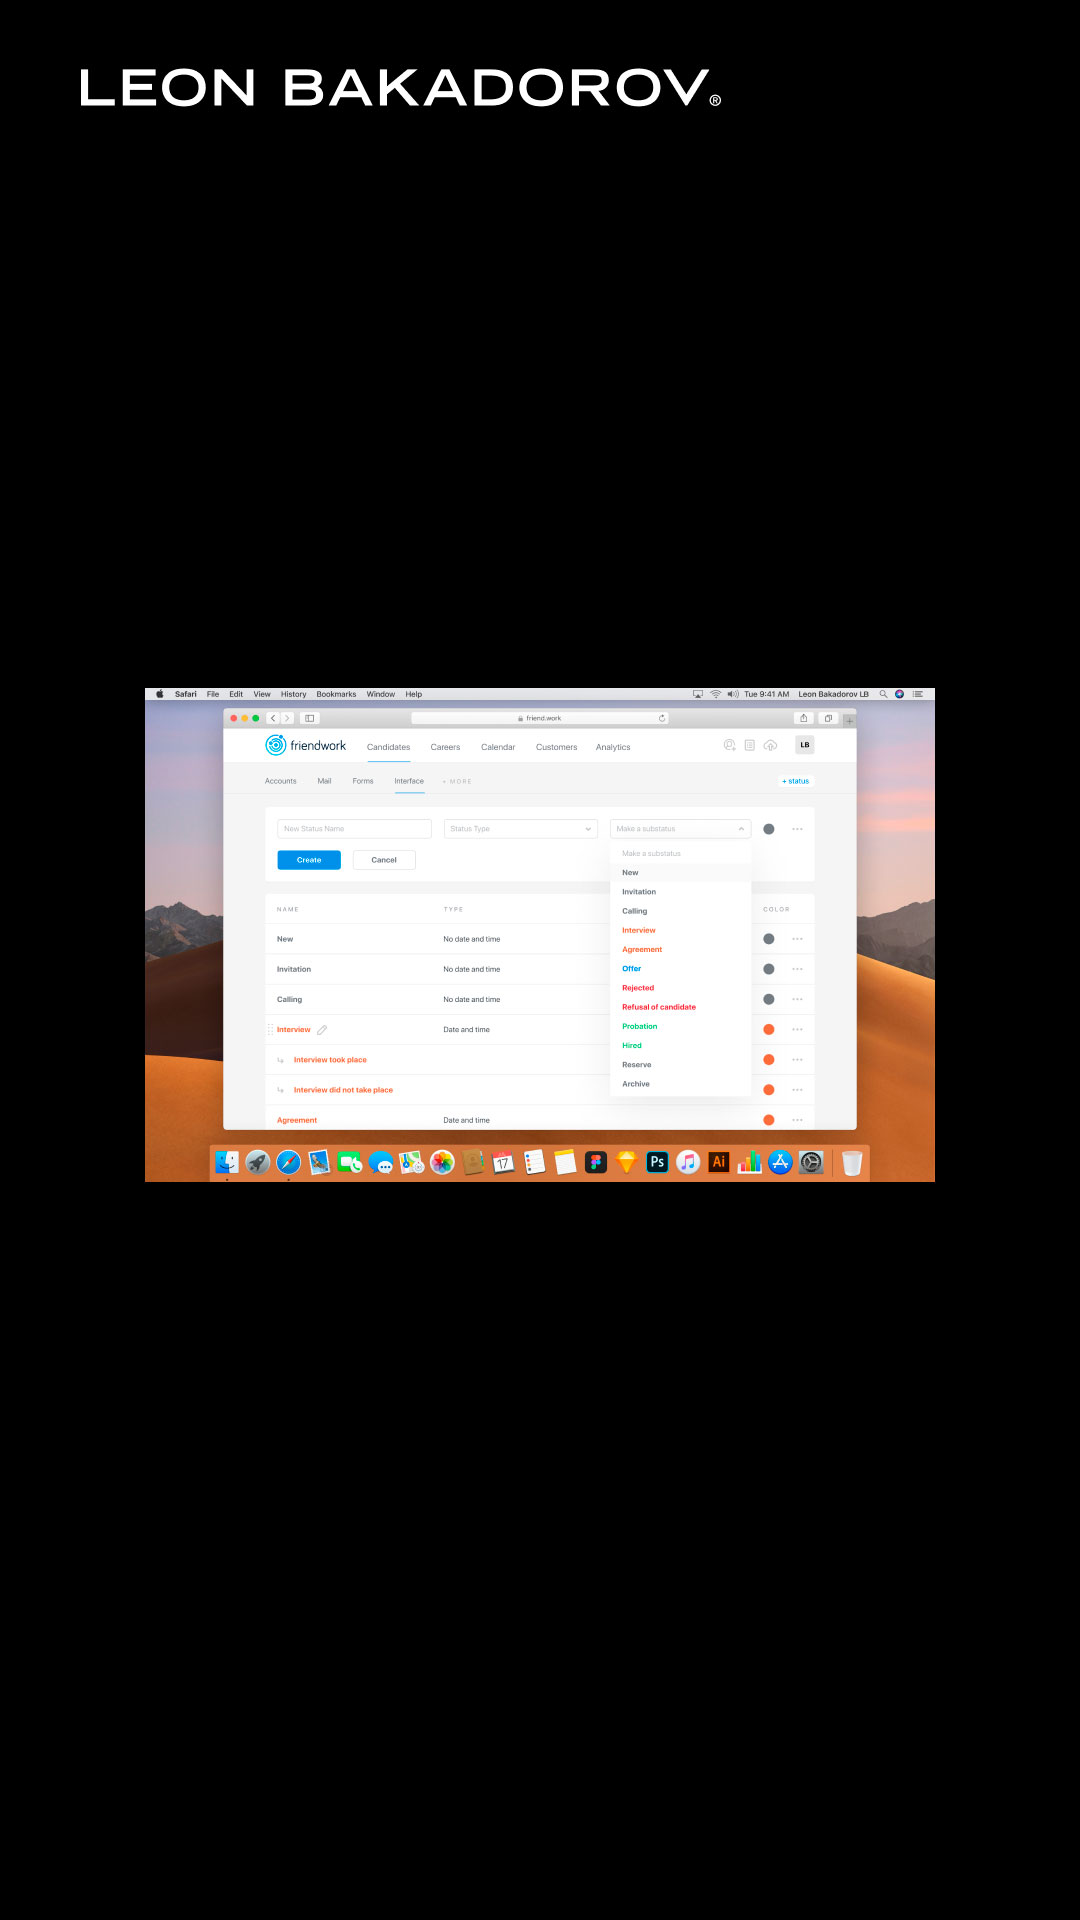 LEON BAKADOROV®
Safari File Edit View History Bookmarks Window Help Tue 9:41 AM Leon Bakadorov LB
friend.work
friendwork Candidates Careers Calendar Customers Analytics LB
Accounts Mail Forms Interface + MORE + status
New Status Name Status Type Make a substatus
Create Cancel
Make a substatus
New
Invitation
Calling
Interview
Agreement
Offer
Rejected
Refusal of candidate
Probation
Hired
Reserve
Archive
NAME TYPE COLOR
New No date and time
Invitation No date and time
Calling No date and time
Interview Date and time
Interview took place
Interview did not take place
Agreement Date and time
17 Ps Ai